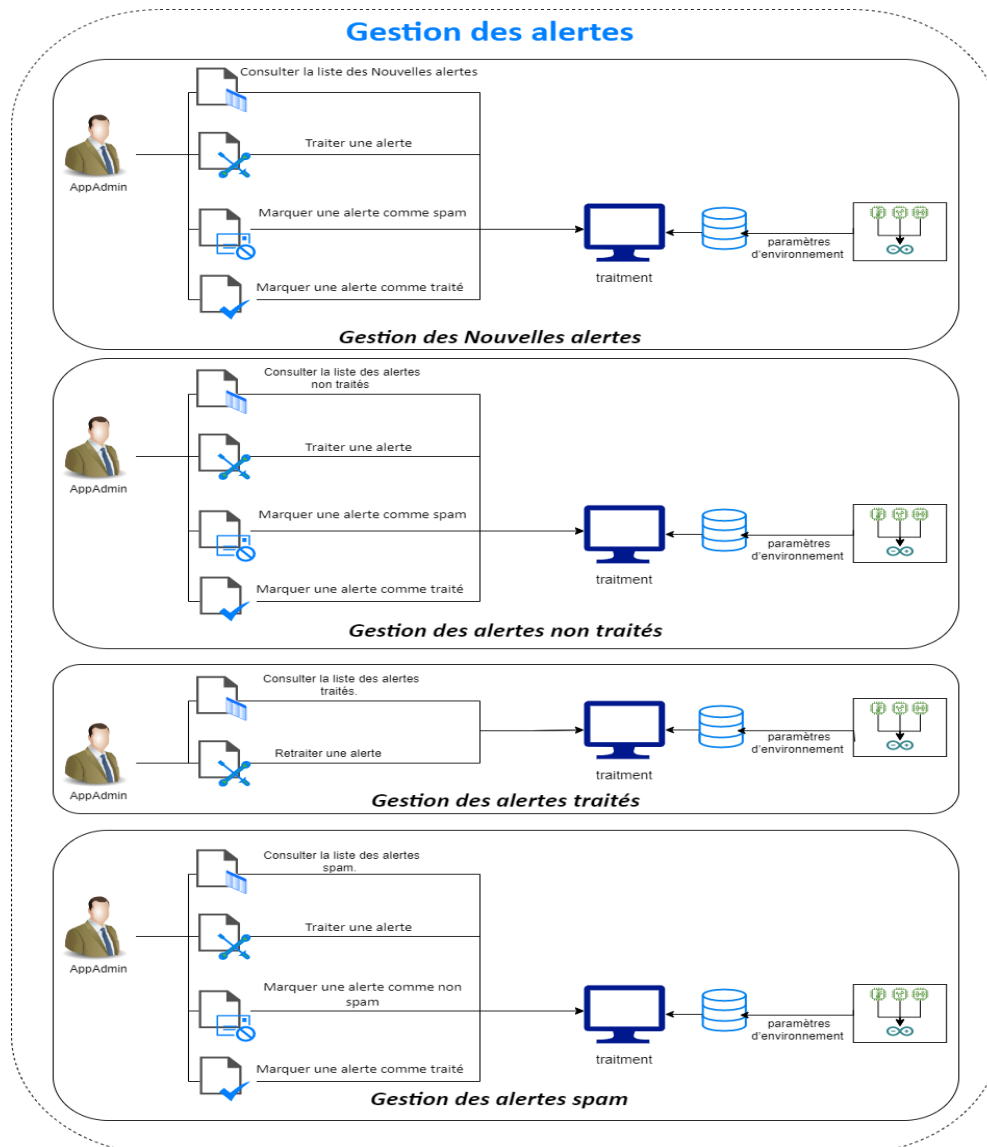 Gestion des alertes
Consulter la liste des Nouvelles alertes
Traiter une alerte
AppAdmin
Marquer une alerte comme spam
paramètres
d'environnement
traitment
Marquer une alerte comme traité
Gestion des Nouvelles alertes
Consulter la liste des alertes
non traités
Traiter une alerte
AppAdmin
Marquer une alerte comme spam
paramètres
d'environnement
traitment
Marquer une alerte comme traité
Gestion des alertes non traités
Consulter la liste des alertes
traités.
Retraiter une alerte
AppAdmin
paramètres
d'environnement
traitment
Gestion des alertes traités
Consulter la liste des alertes
spam.
Traiter une alerte
AppAdmin
Marquer une alerte comme non
spam
paramètres
d'environnement
traitment
Marquer une alerte comme traité
Gestion des alertes spam